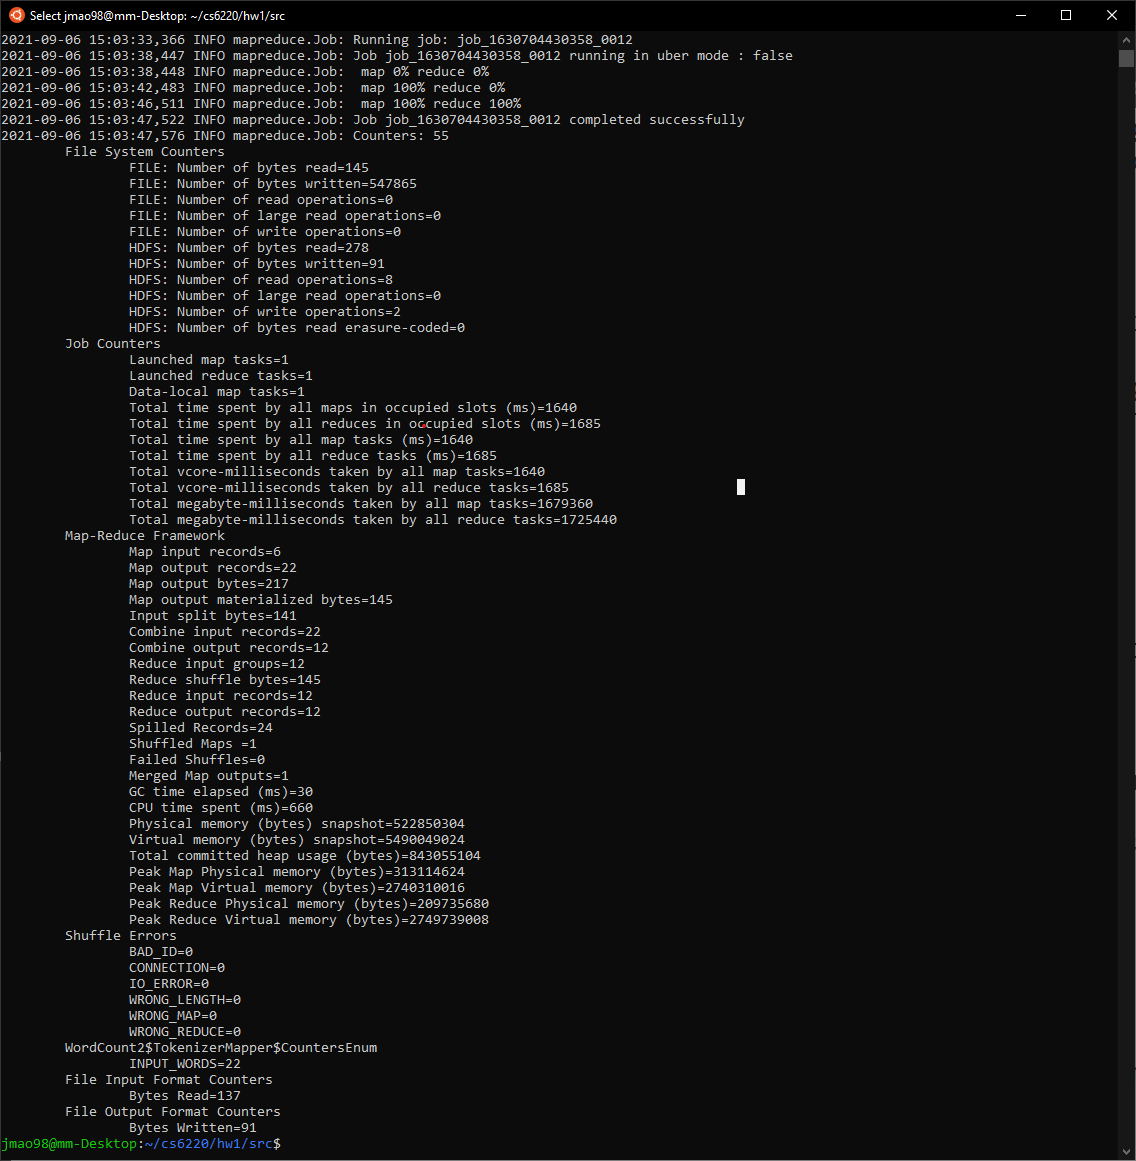 Select jmao98@mm-Desktop: ~/cs6220/hw1/src
2021-09-06 15:03:33,366 INFO mapreduce.Job: Running job: job_1630704430358_0012
2021-09-06 15:03:38,447 INFO mapreduce.Job: Job job_1630704430358_0012 running in uber mode : false
2021-09-06 15:03:38,448 INFO mapreduce.Job:  map 0% reduce 0%
2021-09-06 15:03:42,483 INFO mapreduce.Job:  map 100% reduce 0%
2021-09-06 15:03:46,511 INFO mapreduce.Job:  map 100% reduce 100%
2021-09-06 15:03:47,522 INFO mapreduce.Job: Job job_1630704430358_0012 completed successfully
2021-09-06 15:03:47,576 INFO mapreduce.Job: Counters: 55
File System Counters
FILE: Number of bytes read=145
FILE: Number of bytes written=547865
FILE: Number of read operations=0
FILE: Number of large read operations=0
FILE: Number of write operations=0
HDFS: Number of bytes read=278
HDFS: Number of bytes written=91
HDFS: Number of read operations=8
HDFS: Number of large read operations=0
HDFS: Number of write operations=2
HDFS: Number of bytes read erasure-coded=0
Job Counters
Launched map tasks=1
Launched reduce tasks=1
Data-local map tasks=1
Total time spent by all maps in occupied slots (ms)=1640
Total time spent by all reduces in occupied slots (ms)=1685
Total time spent by all map tasks (ms)=1640
Total time spent by all reduce tasks (ms)=1685
Total vcore-milliseconds taken by all map tasks=1640
Total vcore-milliseconds taken by all reduce tasks=1685
Total megabyte-milliseconds taken by all map tasks=1679360
Total megabyte-milliseconds taken by all reduce tasks=1725440
Map-Reduce Framework
Map input records=6
Map output records=22
Map output bytes=217
Map output materialized bytes=145
Input split bytes=141
Combine input records=22
Combine output records=12
Reduce input groups=12
Reduce shuffle bytes=145
Reduce input records=12
Reduce output records=12
Spilled Records=24
Shuffled Maps =1
Failed Shuffles=0
Merged Map outputs=1
GC time elapsed (ms)=30
CPU time spent (ms)=660
Physical memory (bytes) snapshot=522850304
Virtual memory (bytes) snapshot=5490049024
Total committed heap usage (bytes)=843055104
Peak Map Physical memory (bytes)=313114624
Peak Map Virtual memory (bytes)=2740310016
Peak Reduce Physical memory (bytes)=209735680
Peak Reduce Virtual memory (bytes)=2749739008
Shuffle Errors
BAD_ID=0
CONNECTION=0
IO_ERROR=0
WRONG_LENGTH=0
WRONG_MAP=0
WRONG_REDUCE=0
WordCount2$TokenizerMapper$CountersEnum
INPUT_WORDS=22
File Input Format Counters
Bytes Read=137
File Output Format Counters
Bytes Written=91
jmao98@mm-Desktop:~/cs6220/hw1/src$